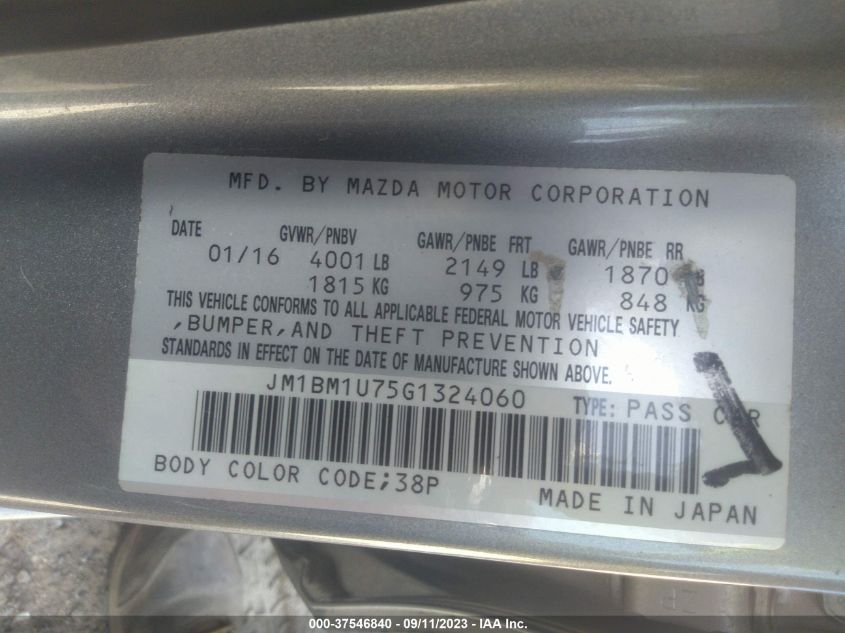 MFD. BY MAZDA MOTOR CORPORATION
DATE GVWR/PNBV GAWR/PNBE FRT GAWR/PNBE RR
01/16 4001 LB 2149 LB 1870
1815 KG 975 KG 848 KG
THIS VEHICLE CONFORMS TO ALL APPLICABLE FEDERAL MOTOR VEHICLE SAFETY
,BUMPER,AND THEFT PREVENTION
STANDARDS IN EFFECT ON THE DATE OF MANUFACTURE SHOWN ABOVE.
JM1BM1U75G1324060 TYPE: PASS CAR
BODY COLOR CODE;38P
MADE IN JAPAN
000-37546840 - 09/11/2023 - IAA Inc.